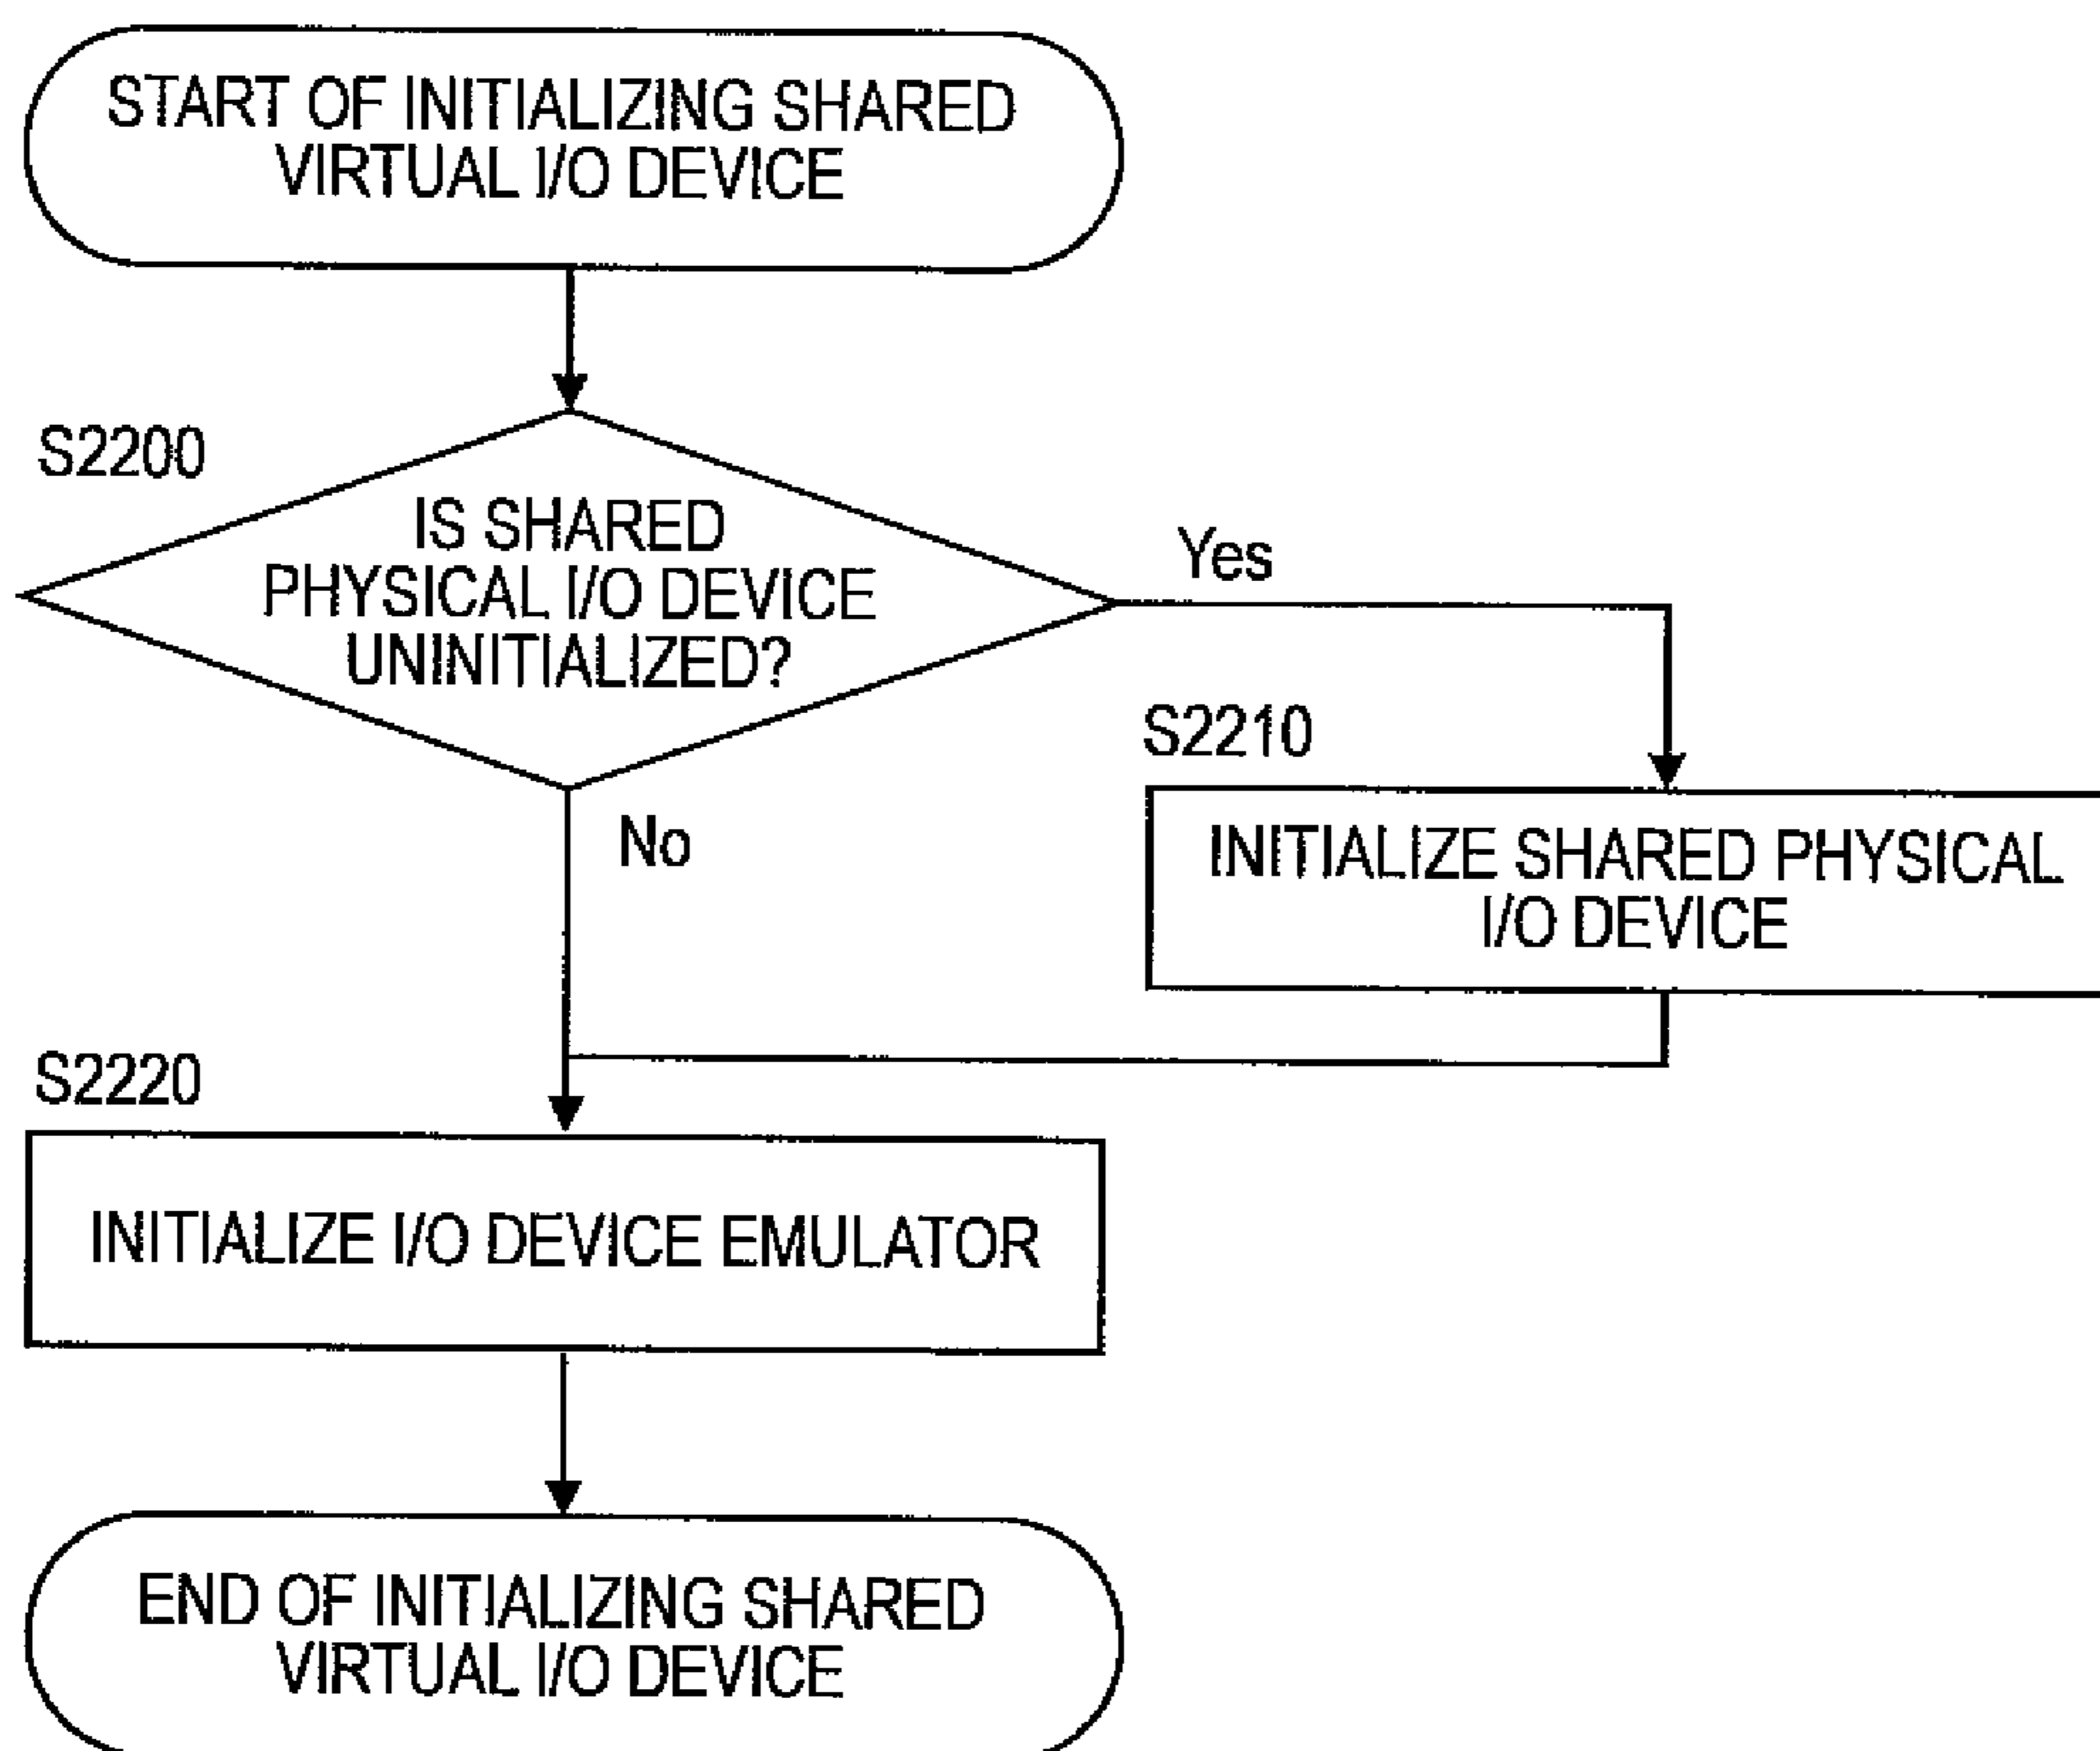 START OF INITIALIZING SHARED
VIRTUAL I/O DEVICE
S2200
IS SHARED
PHYSICAL I/O DEVICE
UNINITIALIZED?
Yes
S2210
INITIALIZE SHARED PHYSICAL
I/O DEVICE
No
S2220
INITIALIZE I/O DEVICE EMULATOR
END OF INITIALIZING SHARED
VIRTUAL I/O DEVICE